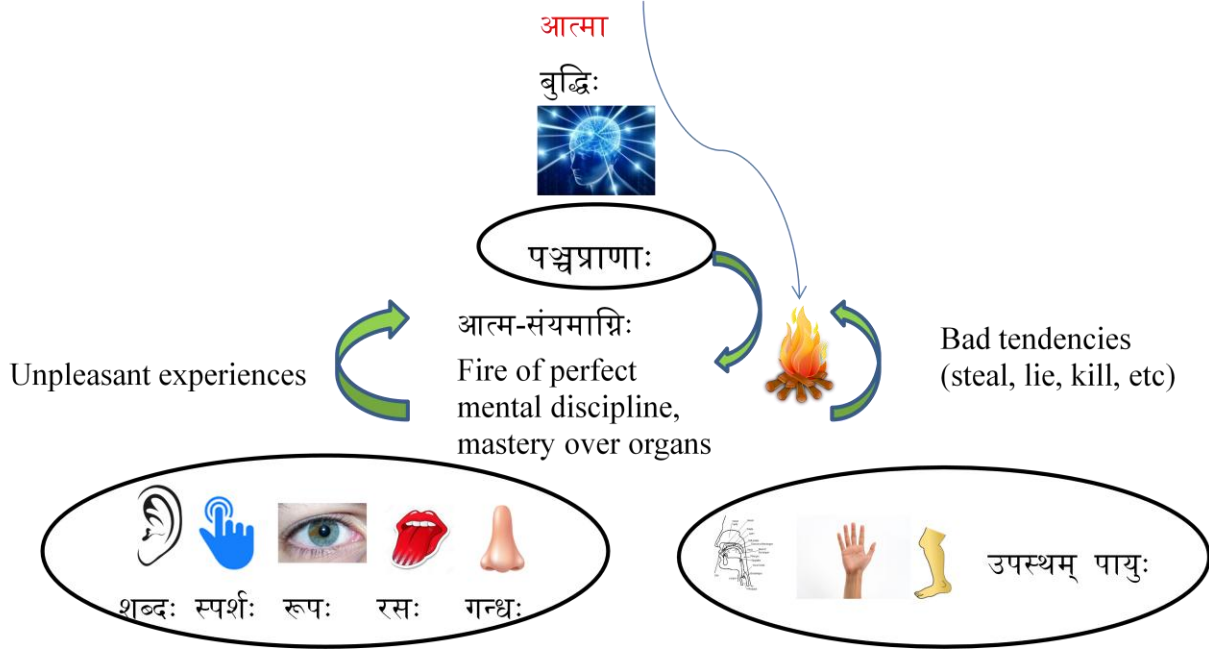 आत्मा
बुद्धिः
पञ्चप्राणाः
आत्म-संयमाग्निः
Unpleasant experiences
Fire of perfect
mental discipline,
mastery over organs
Bad tendencies
(steal, lie, kill, etc)
शब्दः स्पर्शः रूपः रसः गन्धः
उपस्थम् पायुः